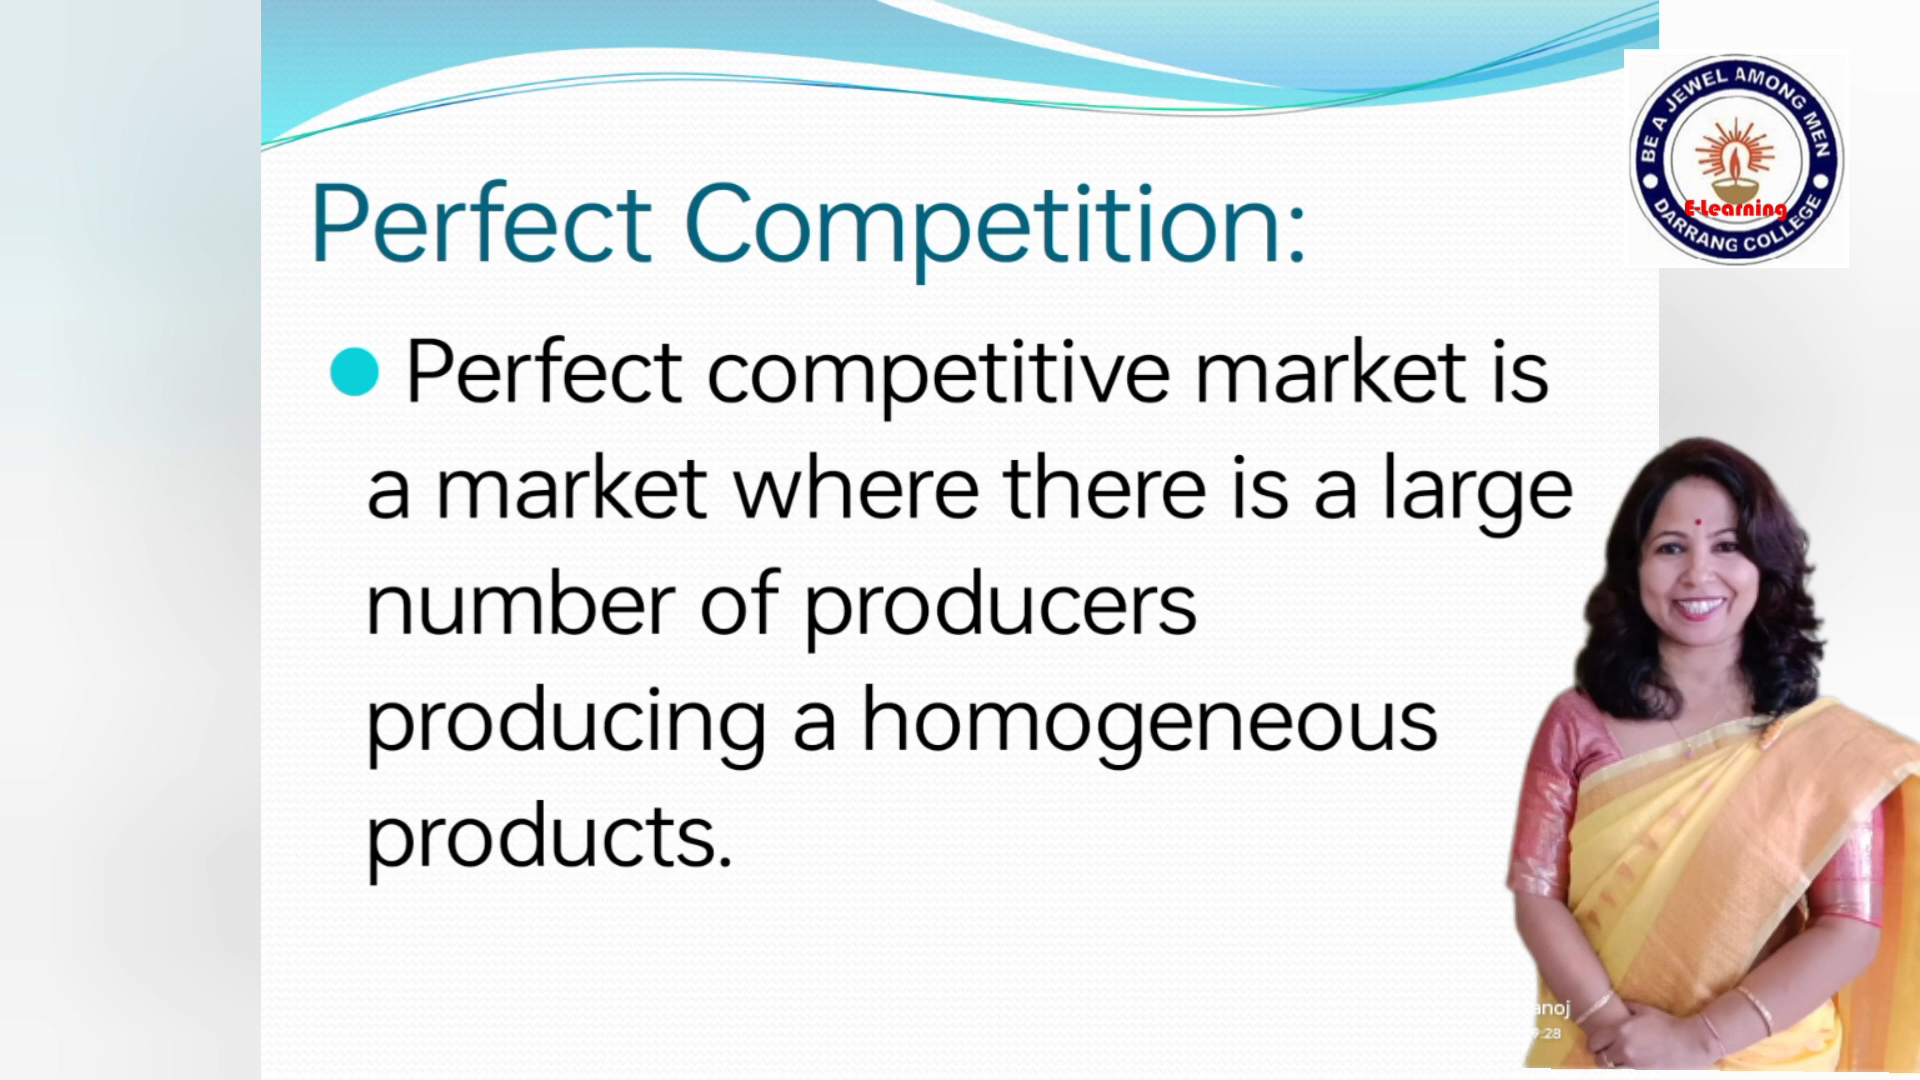 BE A JEWEL AMONG MEN
E-Learning
DARRANG COLLEGE
Perfect Competition:
Perfect competitive market is
a market where there is a large
number of producers
producing a homogeneous
products.